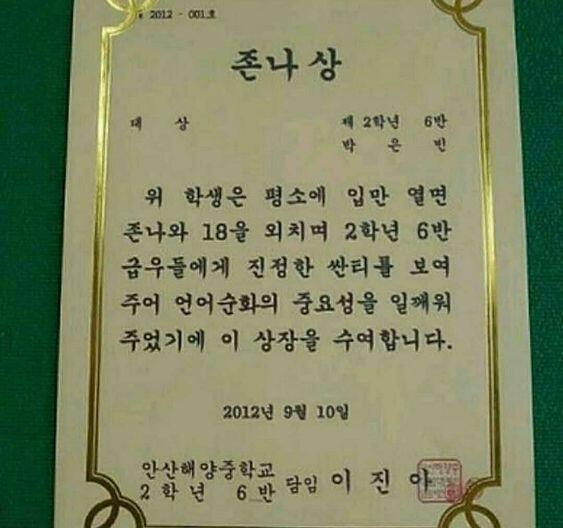 2012 - 001호
존나상
대 상 제 2학년 6반
박 은 빈
위 학생은 평소에 입만 열면
존나와 18을 외치며 2학년 6반
급우들에게 진정한 싼티를 보여
주어 언어순화의 중요성을 일깨워
주었기에 이 상장을 수여합니다.
2012년 9월 10일
안산해양중학교
2학년 6반 담임 이 진 아